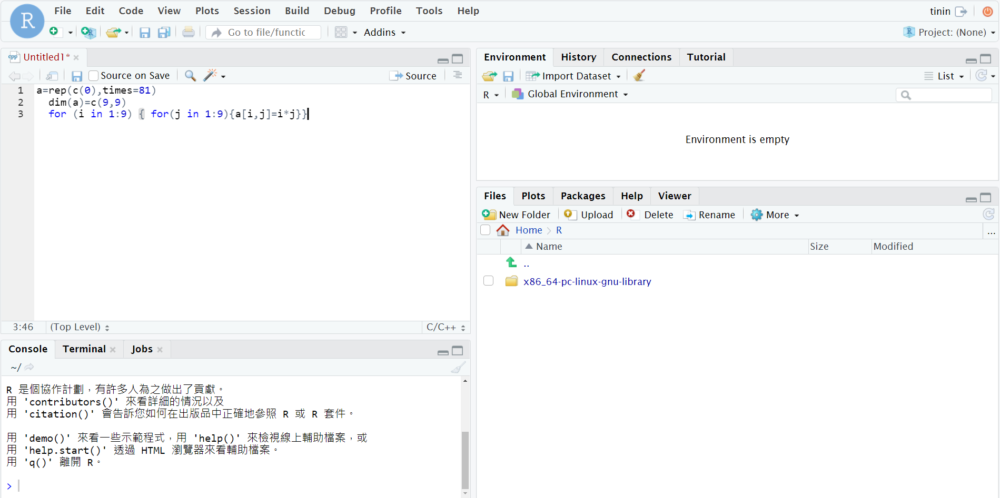 R
File Edit Code View Plots Session Build Debug Profile Tools Help
tinin
R
Go to file/functic
Addins
R Project: (None)
cpp Untitled1*
Source on Save
Source
1 a=rep(c(0),times=81)
2 dim(a)=c(9,9)
3 for (i in 1:9) { for(j in 1:9){a[i,j]=i*j}}
3:46 (Top Level) C/C++
Console Terminal Jobs
~/
R 是個協作計劃，有許多人為之做出了貢獻。
用 'contributors()' 來看詳細的情況以及
用 'citation()' 會告訴您如何在出版品中正確地參照 R 或 R 套件。
用 'demo()' 來看一些示範程式，用 'help()' 來檢視線上輔助檔案，或
用 'help.start()' 透過 HTML 瀏覽器來看輔助檔案。
用 'q()' 離開 R。
>
Environment History Connections Tutorial
Import Dataset List
R Global Environment
Environment is empty
Files Plots Packages Help Viewer
New Folder Upload Delete Rename More
Home R ...
Name Size Modified
..
x86_64-pc-linux-gnu-library